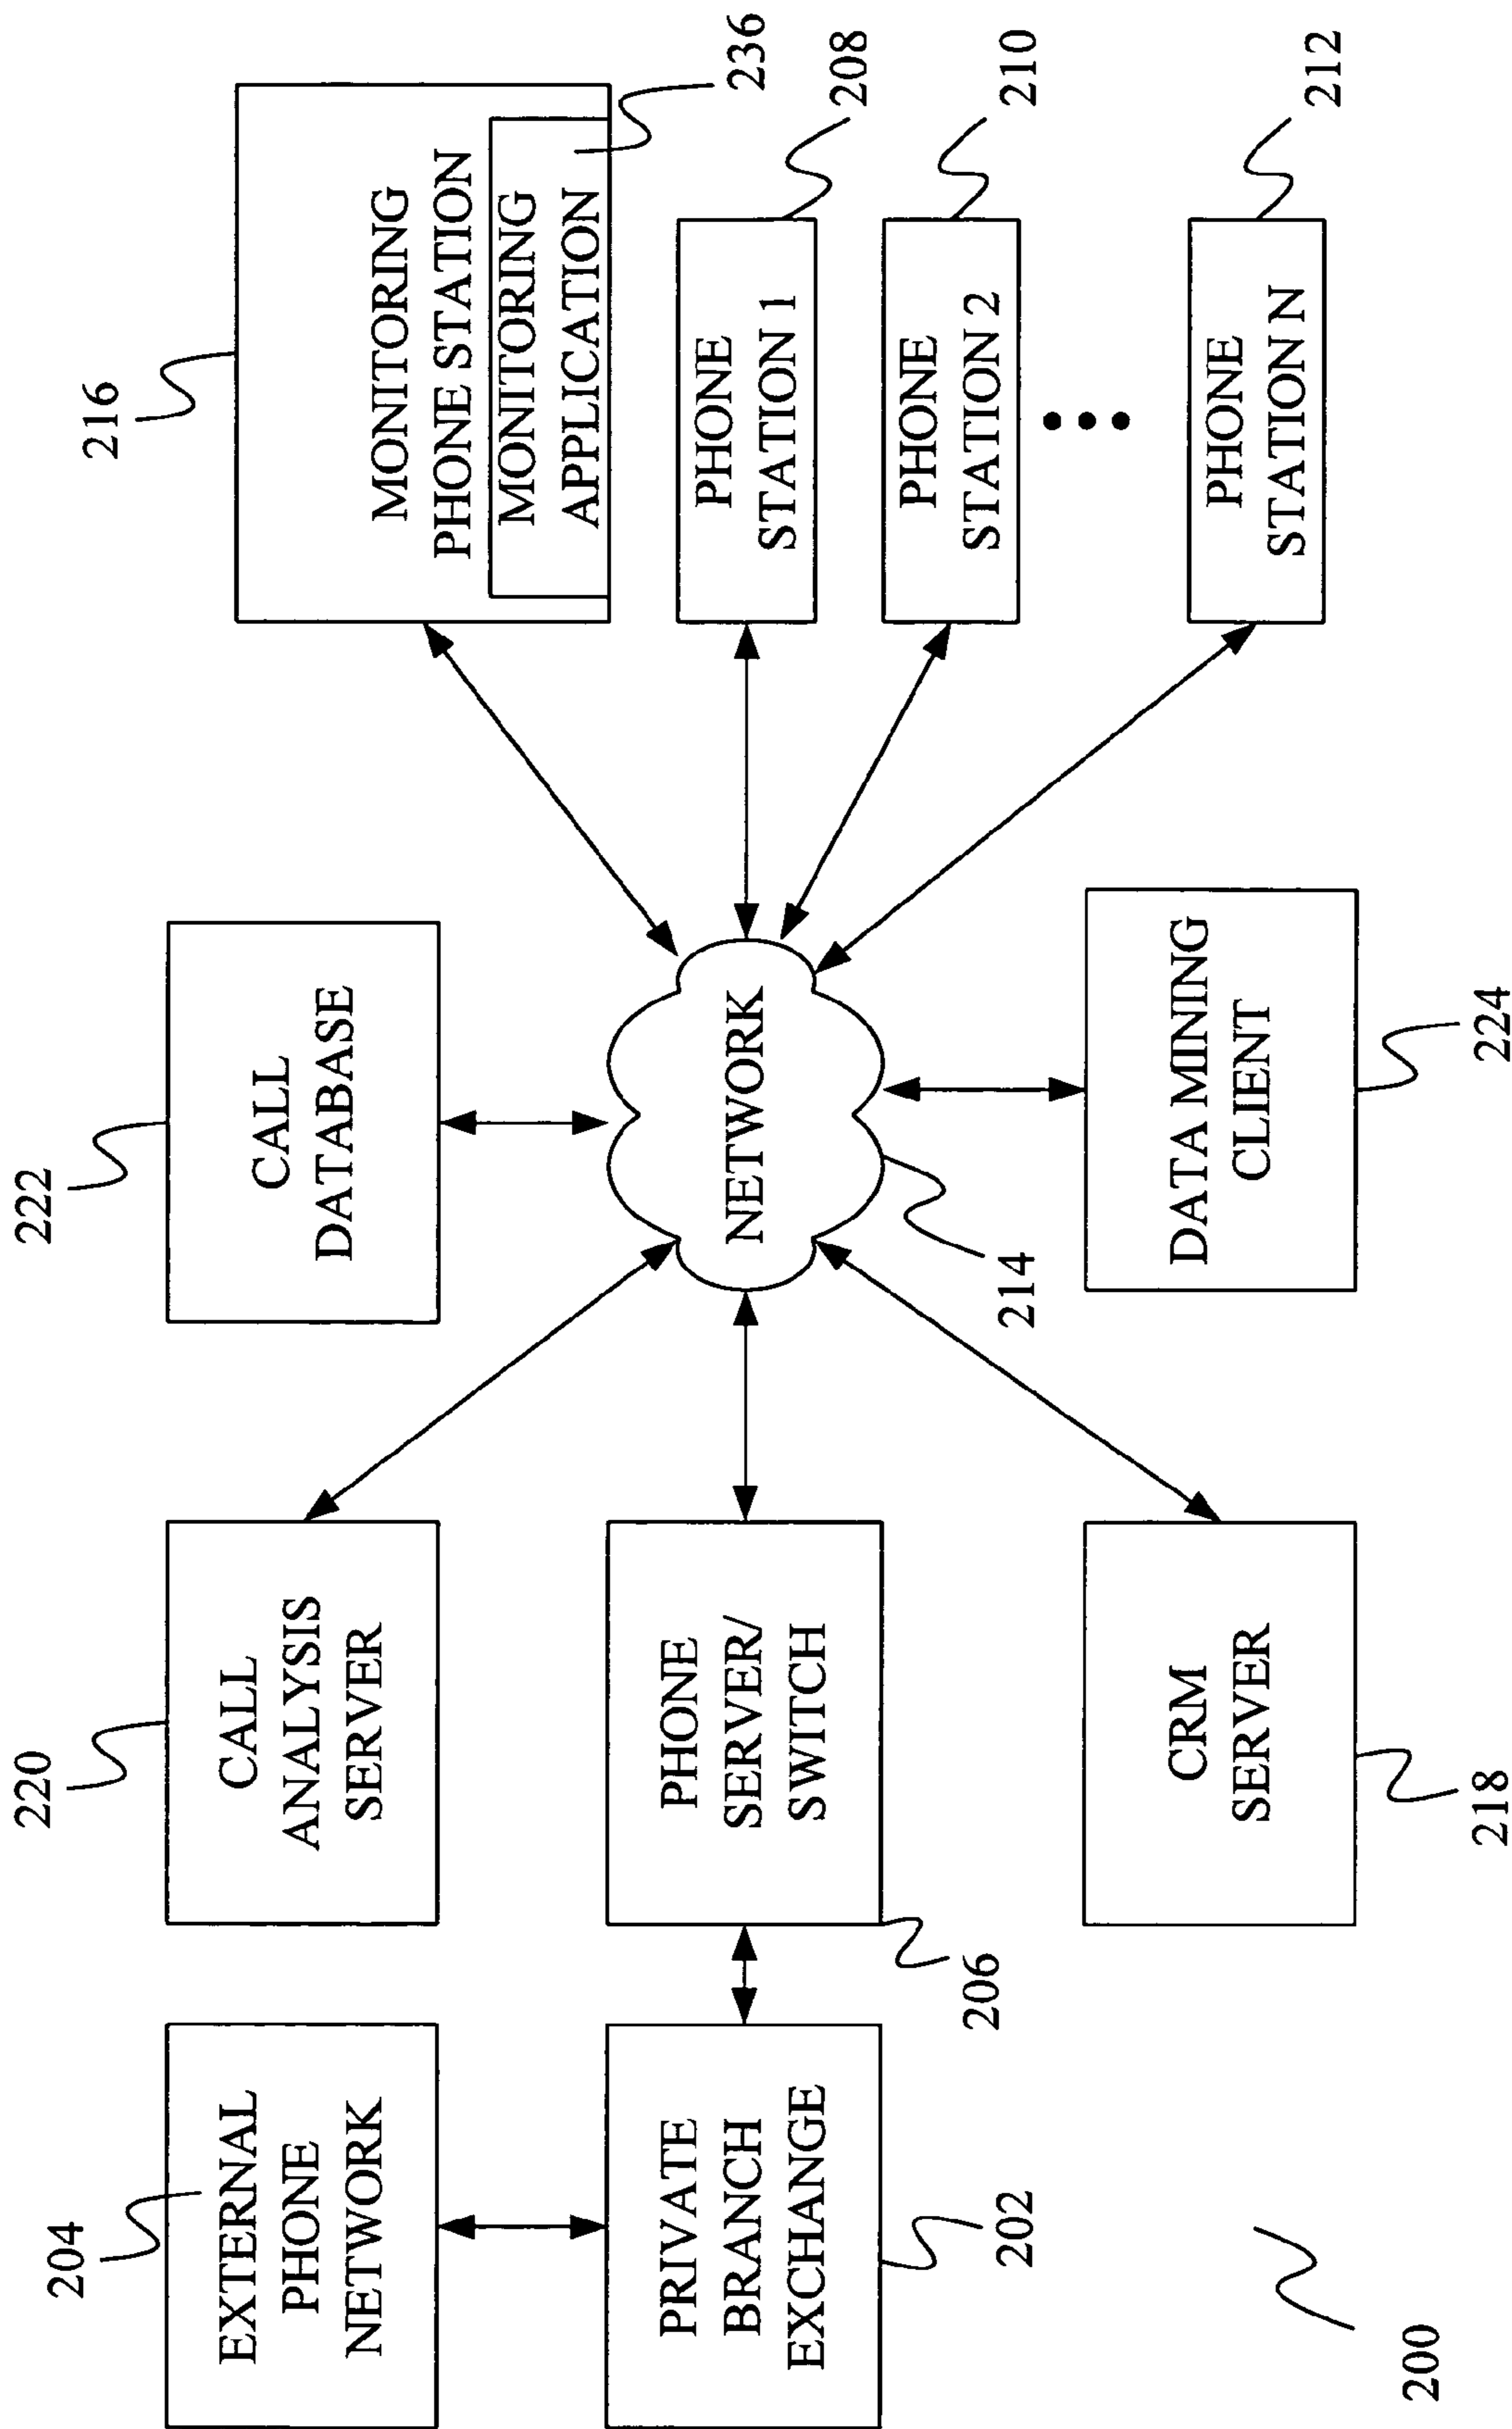 204
EXTERNAL
PHONE
NETWORK
220
CALL
ANALYSIS
SERVER
222
CALL
DATABASE
216
MONITORING
PHONE STATION
MONITORING
APPLICATION
236
PRIVATE
BRANCH
EXCHANGE
202
PHONE
SERVER/
SWITCH
206
NETWORK
214
PHONE
STATION 1
208
PHONE
STATION 2
210
PHONE
STATION N
212
CRM
SERVER
218
DATA MINING
CLIENT
224
200